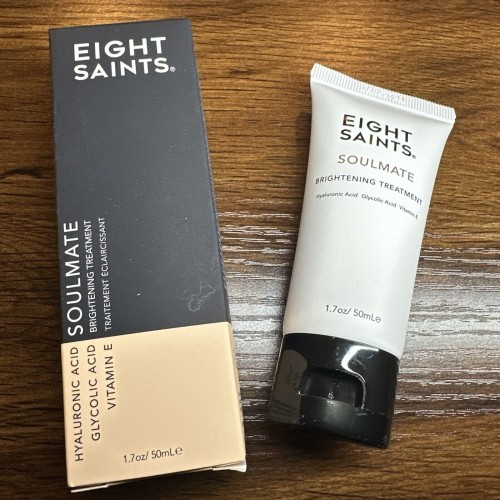 EIGHT
SAINTS®
SOULMATE
BRIGHTENING TREATMENT
TRAITEMENT ÉCLAIRCISSANT
HYALURONIC ACID
GLYCOLIC ACID
VITAMIN E
1.7oz/ 50mL℮
EIGHT
SAINTS®
SOULMATE
BRIGHTENING TREATMENT
Hyaluronic Acid Glycolic Acid Vitamin E
1.7oz/ 50mL℮